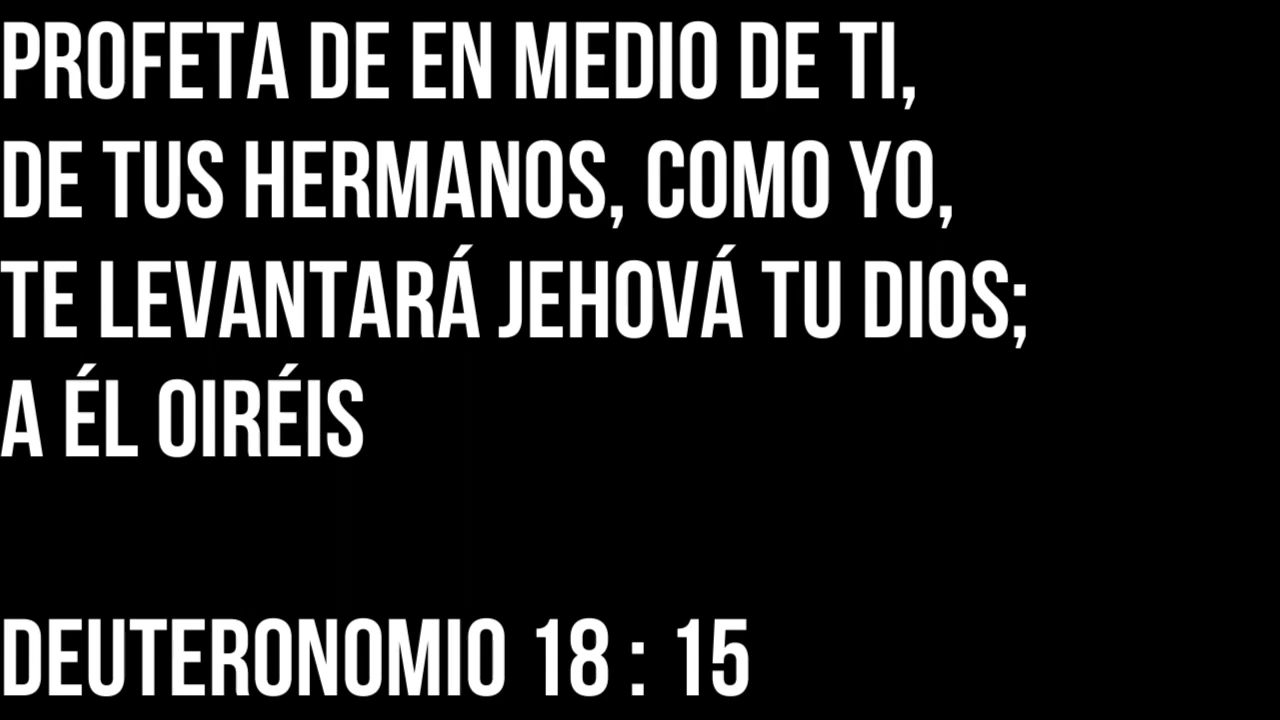 PROFETA DE EN MEDIO DE TI,
DE TUS HERMANOS, COMO YO,
TE LEVANTARÁ JEHOVÁ TU DIOS;
A ÉL OIRÉIS
DEUTERONOMIO 18 : 15